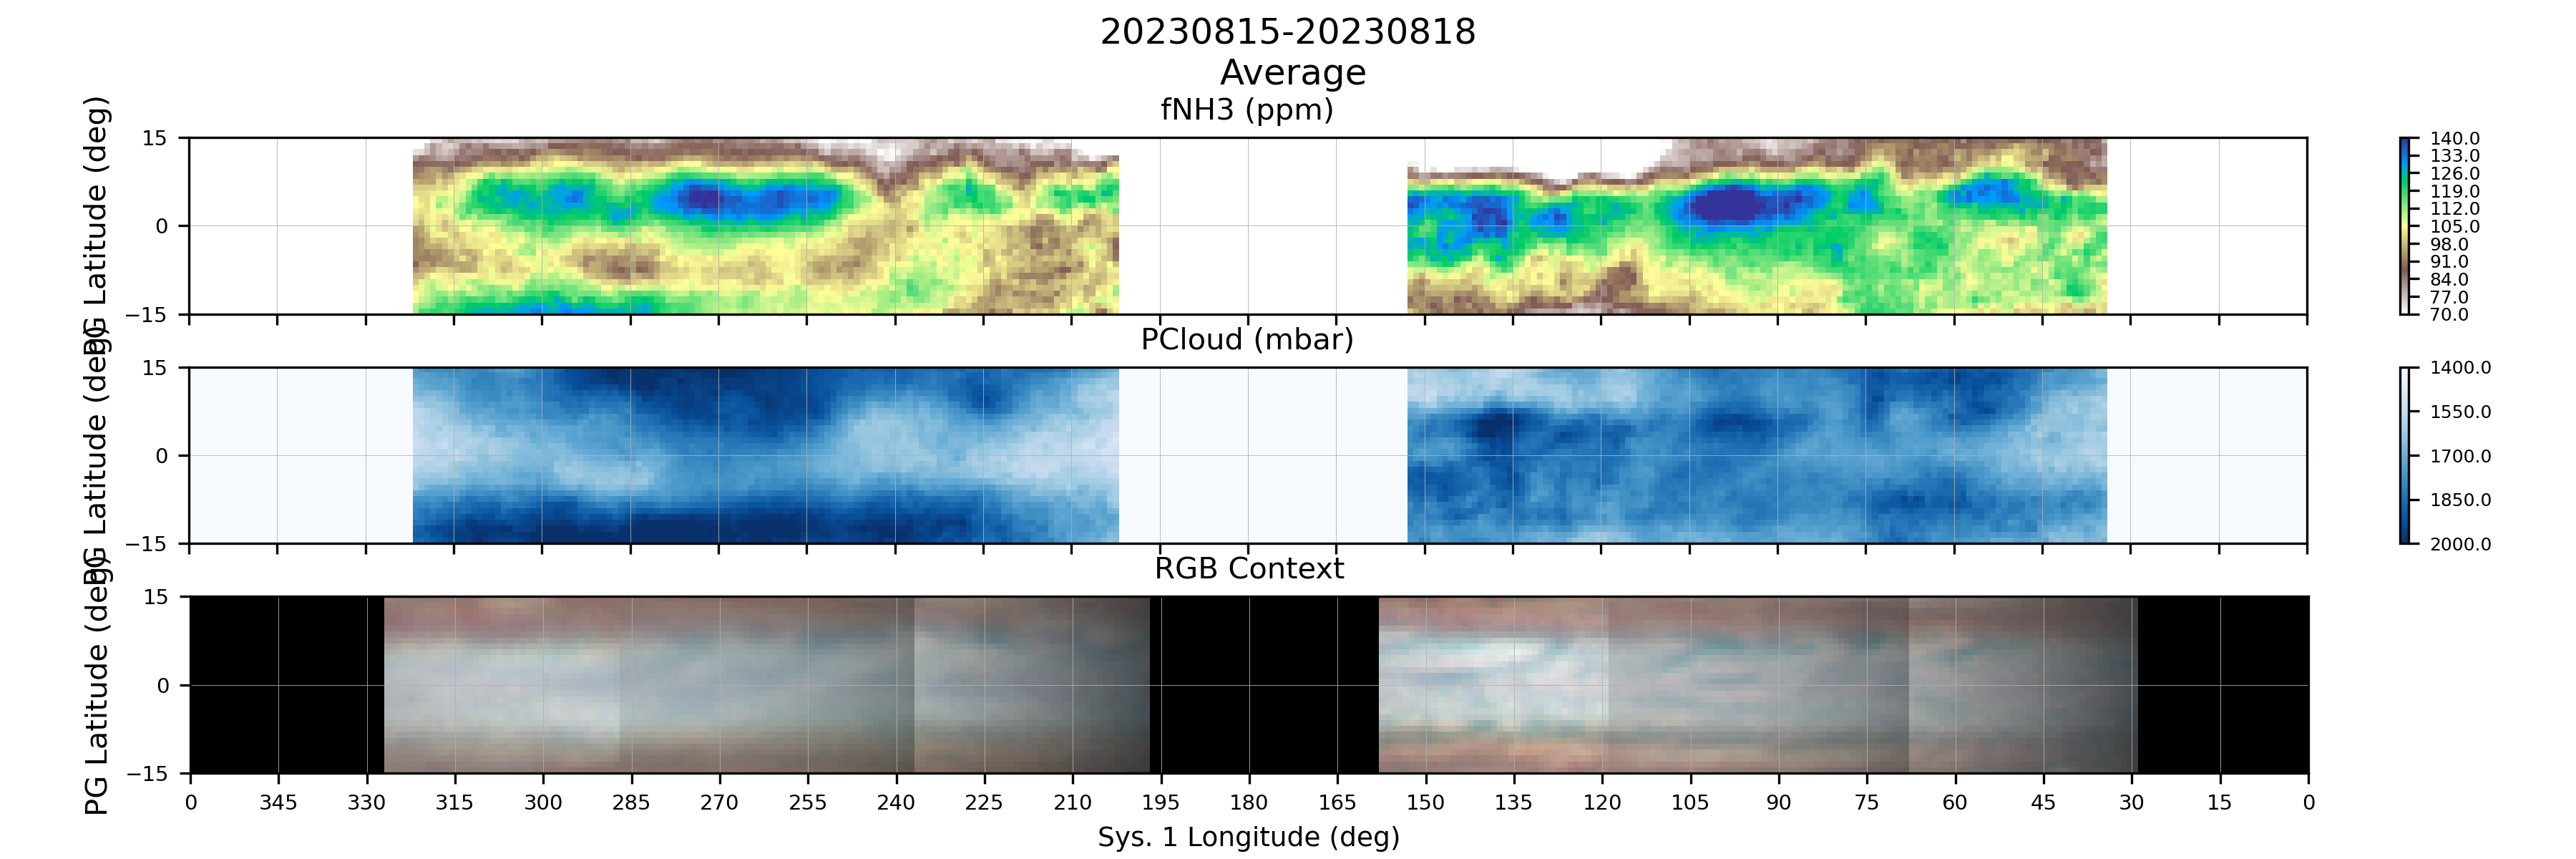 20230815-20230818
Average
fNH3 (ppm)
PG Latitude (deg)
15
0
−15
140.0
133.0
126.0
119.0
112.0
105.0
98.0
91.0
84.0
77.0
70.0
PCloud (mbar)
PG Latitude (deg)
15
0
−15
1400.0
1550.0
1700.0
1850.0
2000.0
RGB Context
PG Latitude (deg)
15
0
−15
0 345 330 315 300 285 270 255 240 225 210 195 180 165 150 135 120 105 90 75 60 45 30 15 0
Sys. 1 Longitude (deg)